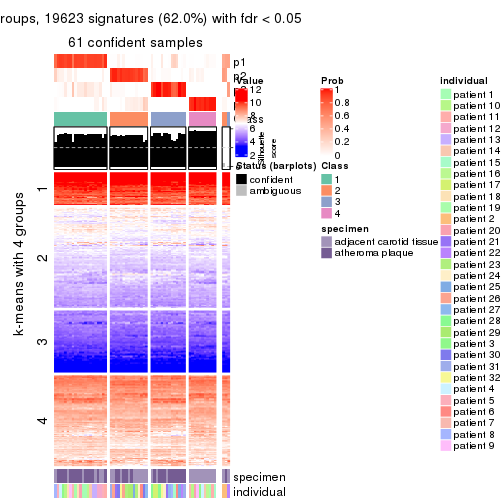 roups, 19623 signatures (62.0%) with fdr < 0.05
61 confident samples
p1
p2
Value
12
10
8
6
4
2
silhouette
score
Status (barplots)
confident
ambiguous
Prob
1
0.8
0.6
0.4
0.2
0
Class
1
2
3
4
specimen
adjacent carotid tissue
atheroma plaque
individual
patient 1
patient 10
patient 11
patient 12
patient 13
patient 14
patient 15
patient 16
patient 17
patient 18
patient 19
patient 2
patient 20
patient 21
patient 22
patient 23
patient 24
patient 25
patient 26
patient 27
patient 28
patient 29
patient 3
patient 30
patient 31
patient 32
patient 4
patient 5
patient 6
patient 7
patient 8
patient 9
k-means with 4 groups
1
2
3
4
specimen
individual